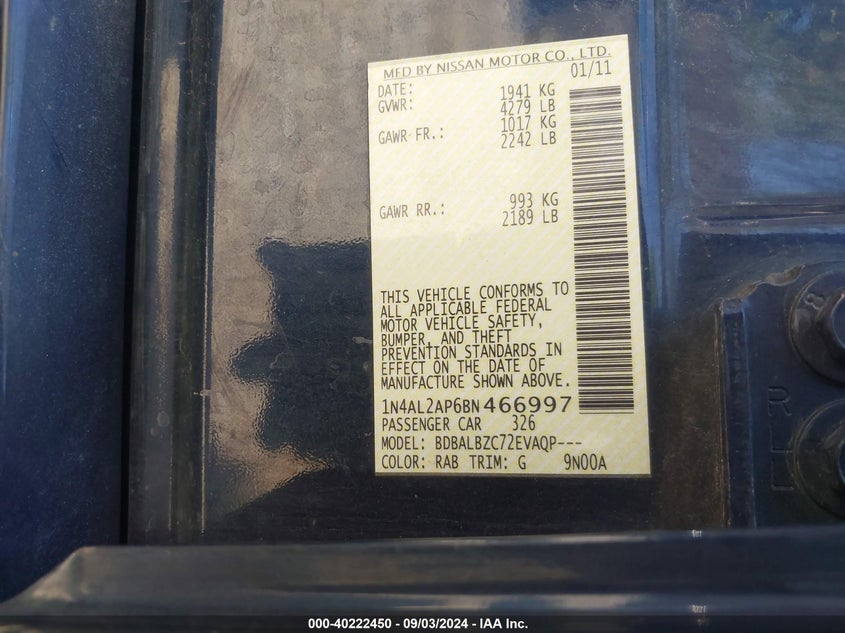 MFD BY NISSAN MOTOR CO., LTD.
DATE: 01/11
GVWR: 1941 KG
4279 LB
GAWR FR.: 1017 KG
2242 LB
GAWR RR.: 993 KG
2189 LB
THIS VEHICLE CONFORMS TO
ALL APPLICABLE FEDERAL
MOTOR VEHICLE SAFETY,
BUMPER, AND THEFT
PREVENTION STANDARDS IN
EFFECT ON THE DATE OF
MANUFACTURE SHOWN ABOVE.
1N4AL2AP6BN466997
PASSENGER CAR 326
MODEL: BDBALBZC72EVAQP---
COLOR: RAB TRIM: G 9N00A
000-40222450 - 09/03/2024 - IAA Inc.